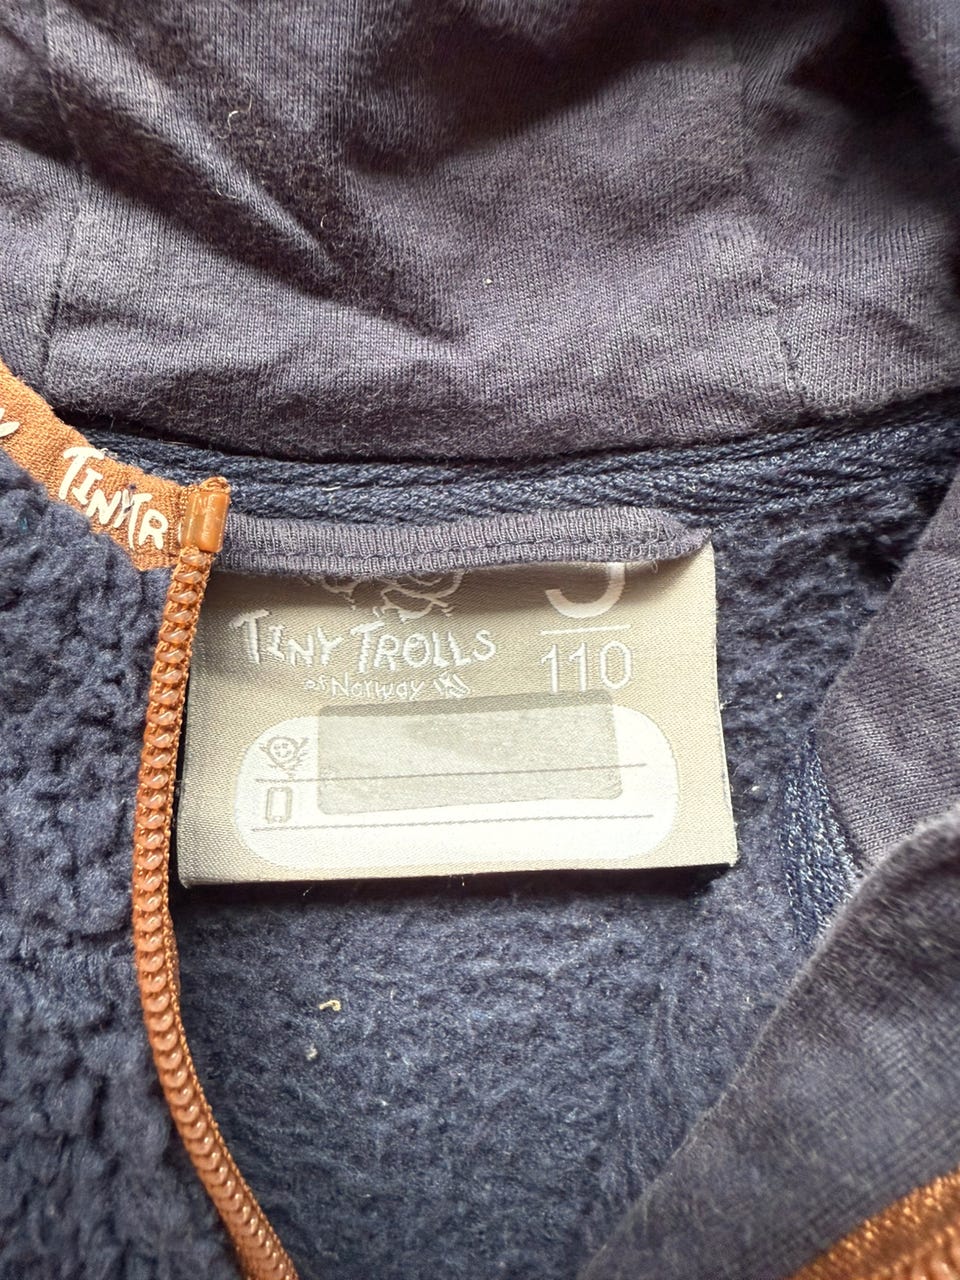 TINYTR
TINY TROLLS
of Norway
110